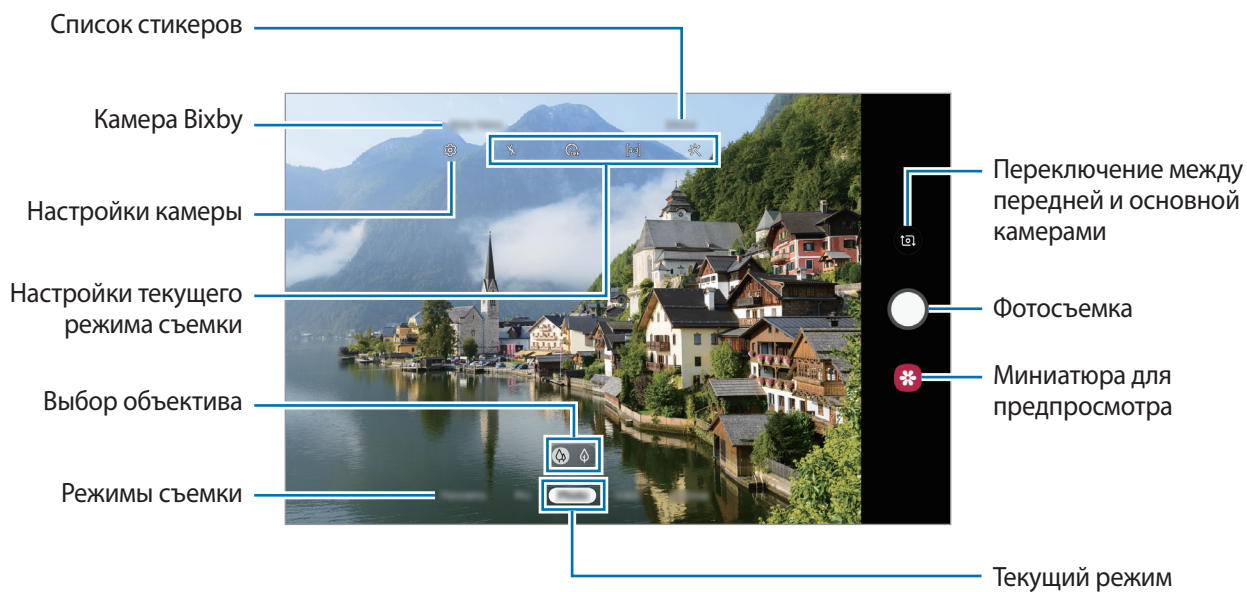 Список стикеров
Камера Bixby
Настройки камеры
Настройки текущего
режима съемки
Выбор объектива
Режимы съемки
Переключение между
передней и основной
камерами
Фотосъемка
Миниатюра для
предпросмотра
Текущий режим